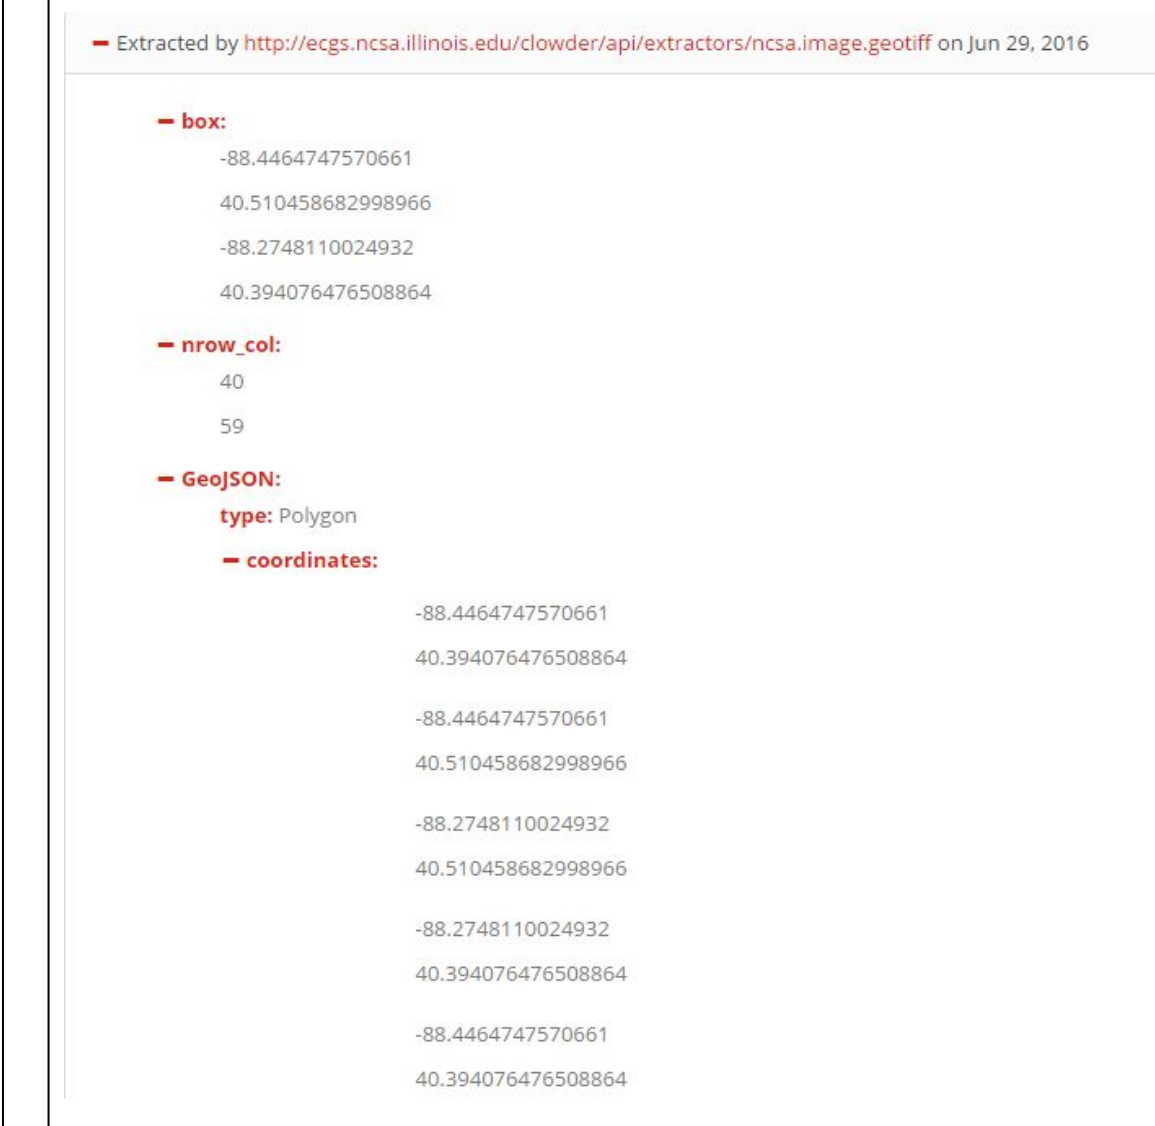 Extracted by http://ecgs.ncsa.illinois.edu/clowder/api/extractors/ncsa.image.geotiff on Jun 29, 2016
box:
-88.4464747570661
40.510458682998966
-88.2748110024932
40.394076476508864
nrow_col:
40
59
GeoJSON:
type: Polygon
coordinates:
-88.4464747570661
40.394076476508864
-88.4464747570661
40.510458682998966
-88.2748110024932
40.510458682998966
-88.2748110024932
40.394076476508864
-88.4464747570661
40.394076476508864